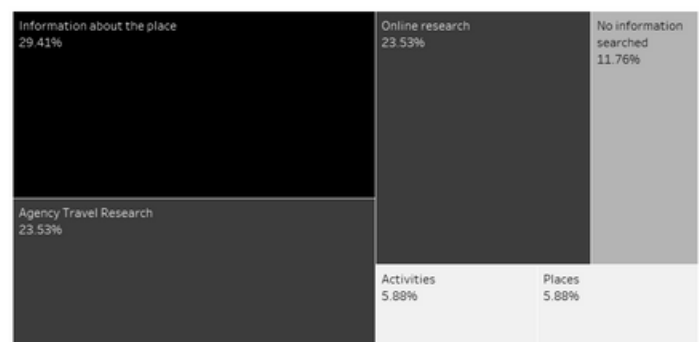 Information about the place
29.41%
Agency Travel Research
23.53%
Online research
23.53%
No information
searched
11.76%
Activities
5.88%
Places
5.88%